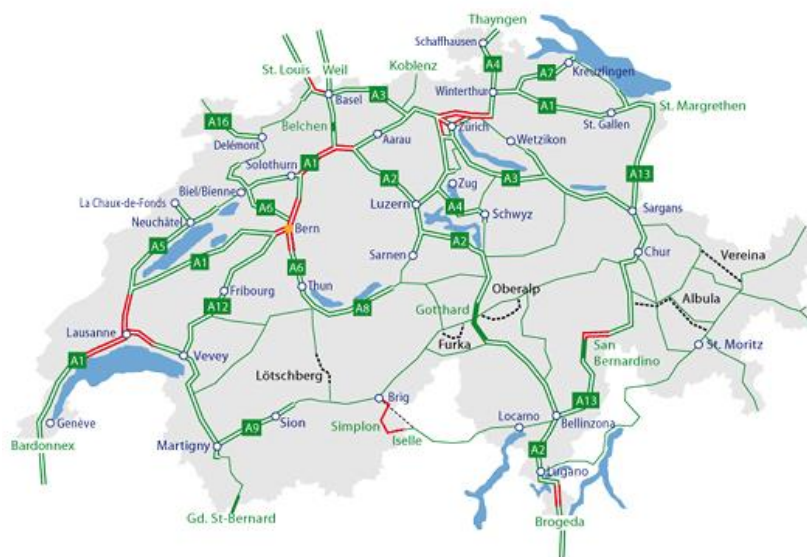 Thayngen
Schaffhausen
St. Louis
Weil
Koblenz
A4
A7
Kreuzlingen
Basel
A3
Winterthur
A1
St. Margrethen
A16
Belchen
Zürich
St. Gallen
Delémont
Aarau
Wetzikon
Solothurn
A1
A2
Zug
A3
A13
La Chaux-de-Fonds
Biel/Bienne
A6
Luzern
A4
Schwyz
Sargans
Neuchâtel
Bern
A5
A1
A2
Sarnen
Chur
Vereina
A6
Thun
Fribourg
A12
A8
Gotthard
Oberalp
Albula
Lausanne
Furka
San
Bernardino
St. Moritz
A1
Vevey
Lötschberg
Brig
Genève
Bardonnex
Martigny
A9
Sion
Simplon
Iselle
Locarno
Bellinzona
A13
A2
Lugano
Gd. St-Bernard
Brogeda